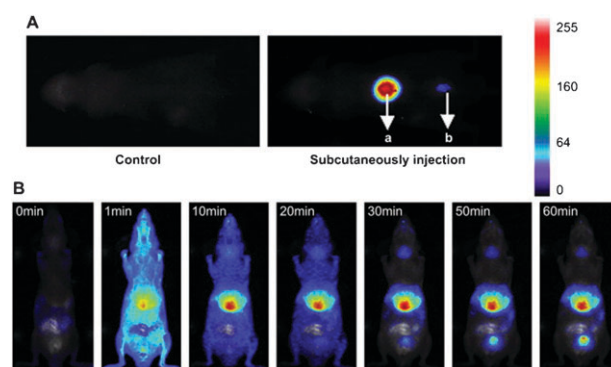 A
a
b
Control
Subcutaneously injection
255
160
64
0
B
0min
1min
10min
20min
30min
50min
60min